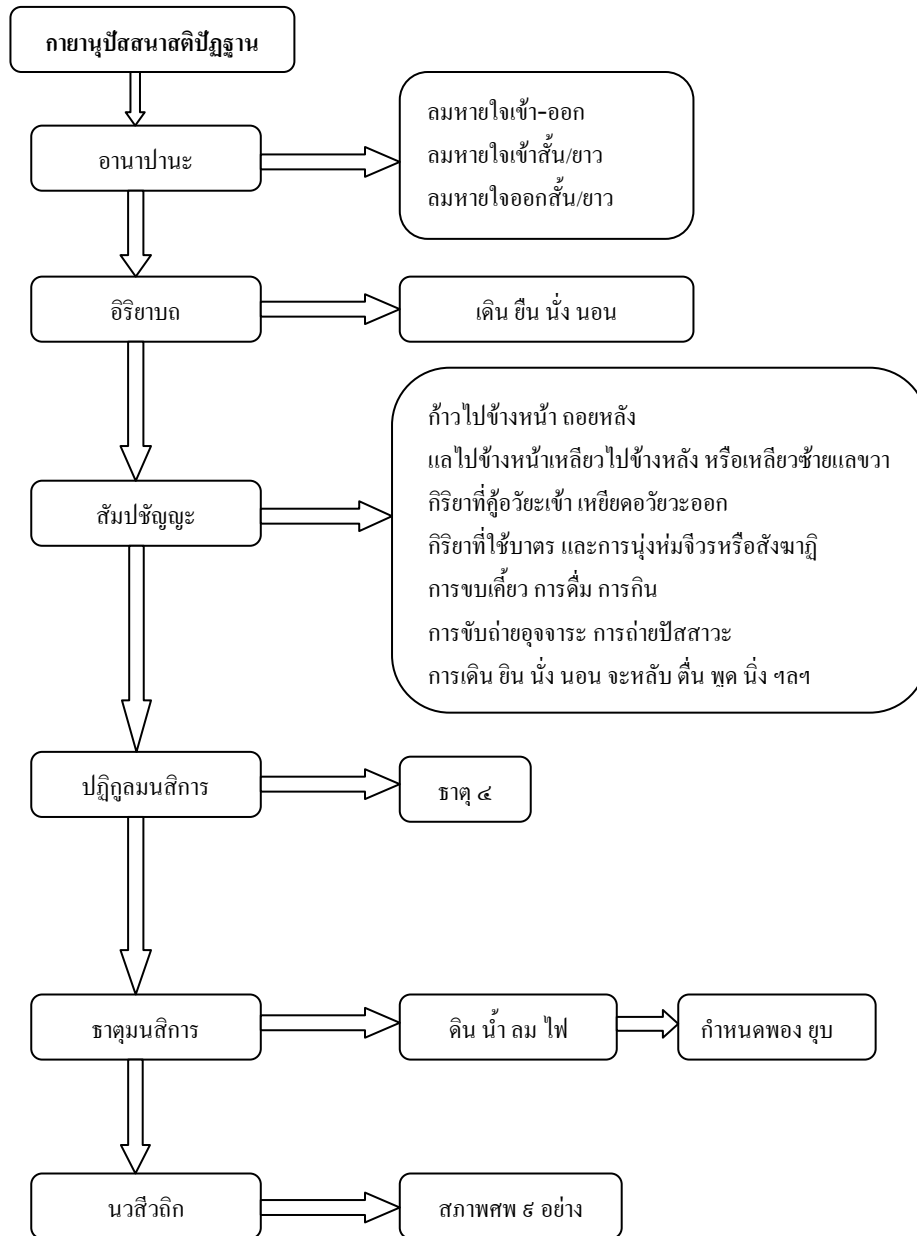 กายานุปัสสนาสติปัฏฐาน
อานาปานะ
ลมหายใจเข้า-ออก
ลมหายใจเข้าสั้น/ยาว
ลมหายใจออกสั้น/ยาว
อิริยาบถ
เดิน ยืน นั่ง นอน
สัมปชัญญะ
ก้าวไปข้างหน้า ถอยหลัง
แลไปข้างหน้าเหลียวไปข้างหลัง หรือเหลียวซ้ายแลขวา
กิริยาที่คู้อวัยะเข้า เหยียดอวัยวะออก
กิริยาที่ใช้บาตร และการนุ่งห่มจีวรหรือสังฆาฏิ
การขบเคี้ยว การดื่ม การกิน
การขับถ่ายอุจจาระ การถ่ายปัสสาวะ
การเดิน ยิน นั่ง นอน จะหลับ ตื่น พูด นิ่ง ฯลฯ
ปฏิกูลมนสิการ
ธาตุ ๔
ธาตุมนสิการ
ดิน น้ำ ลม ไฟ
กำหนดพอง ยุบ
นวสีวถิก
สภาพศพ ๙ อย่าง